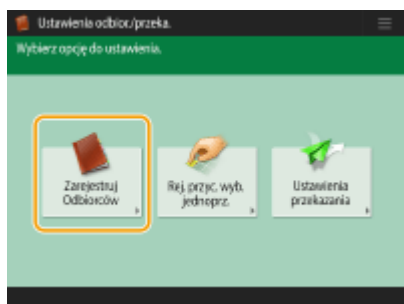 Ustawienia odbior./przeka.
Wybierz opcję do ustawienia.
Zarejestruj
Odbiorców
Rej. przyc. wyb.
jednoprz.
Ustawienia
przekazania